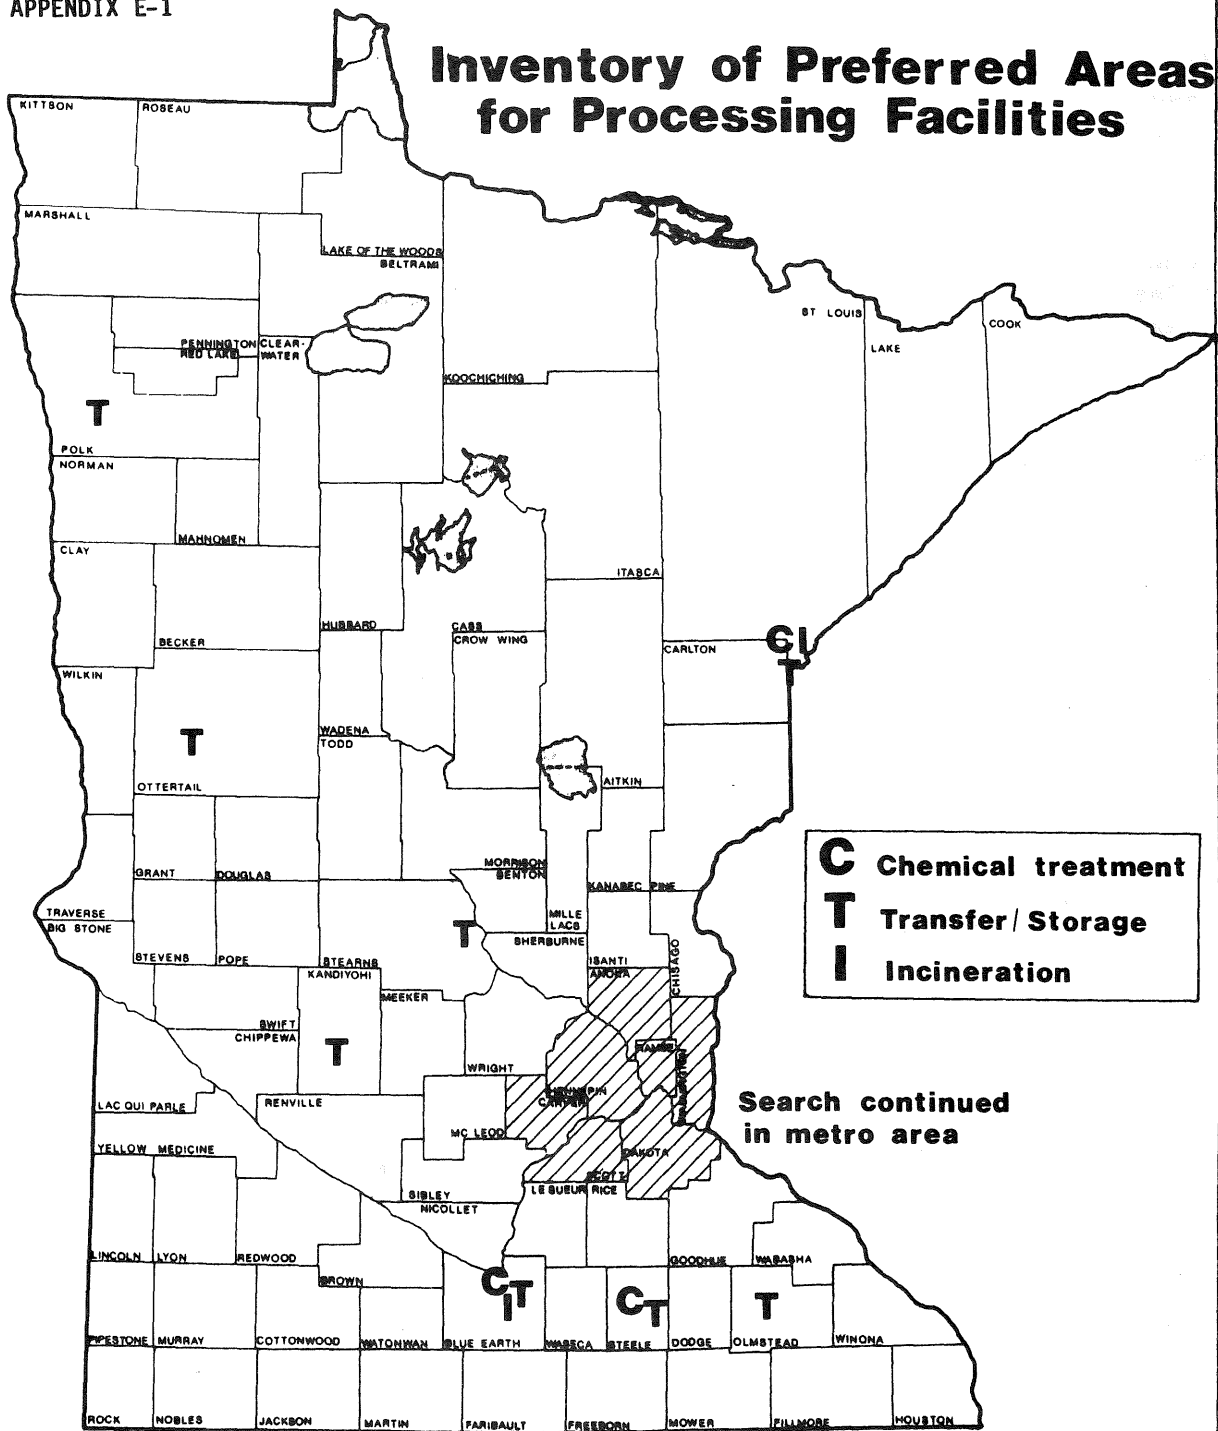 APPENDIX E-1
Inventory of Preferred Areas
for Processing Facilities
KITTSON
ROSEAU
MARSHALL
LAKE OF THE WOODS
BELTRAMI
PENNINGTON
CLEAR-
RED LAKE
WATER
ST LOUIS
COOK
LAKE
KOOCHICHING
T
POLK
NORMAN
MAHNOMEN
CLAY
ITASCA
HUBBARD
CASS
CROW WING
BECKER
CARLTON
C I
T
WILKIN
WADENA
TODD
T
OTTERTAIL
AITKIN
C Chemical treatment
T Transfer/Storage
I Incineration
MORRISON
BENTON
GRANT
DOUGLAS
KANABEC
PINE
TRAVERSE
BIG STONE
MILLE
LACS
T
SHERBURNE
STEVENS
POPE
STEARNS
KANDIYOHI
ISANTI
ANOKA
CHISAGO
MEEKER
SWIFT
CHIPPEWA
T
WRIGHT
HENNEPIN
CARVER
Search continued
in metro area
LAC QUI PARLE
RENVILLE
MC LEOD
YELLOW MEDICINE
DAKOTA
SCOTT
LE SUEUR
RICE
SIBLEY
NICOLLET
LINCOLN
LYON
REDWOOD
GOODHUE
WABASHA
BROWN
C T
I
C T
T
PIPESTONE
MURRAY
COTTONWOOD
WATONWAN
BLUE EARTH
WASECA
STEELE
DODGE
OLMSTEAD
WINONA
ROCK
NOBLES
JACKSON
MARTIN
FARIBAULT
FREEBORN
MOWER
FILLMORE
HOUSTON